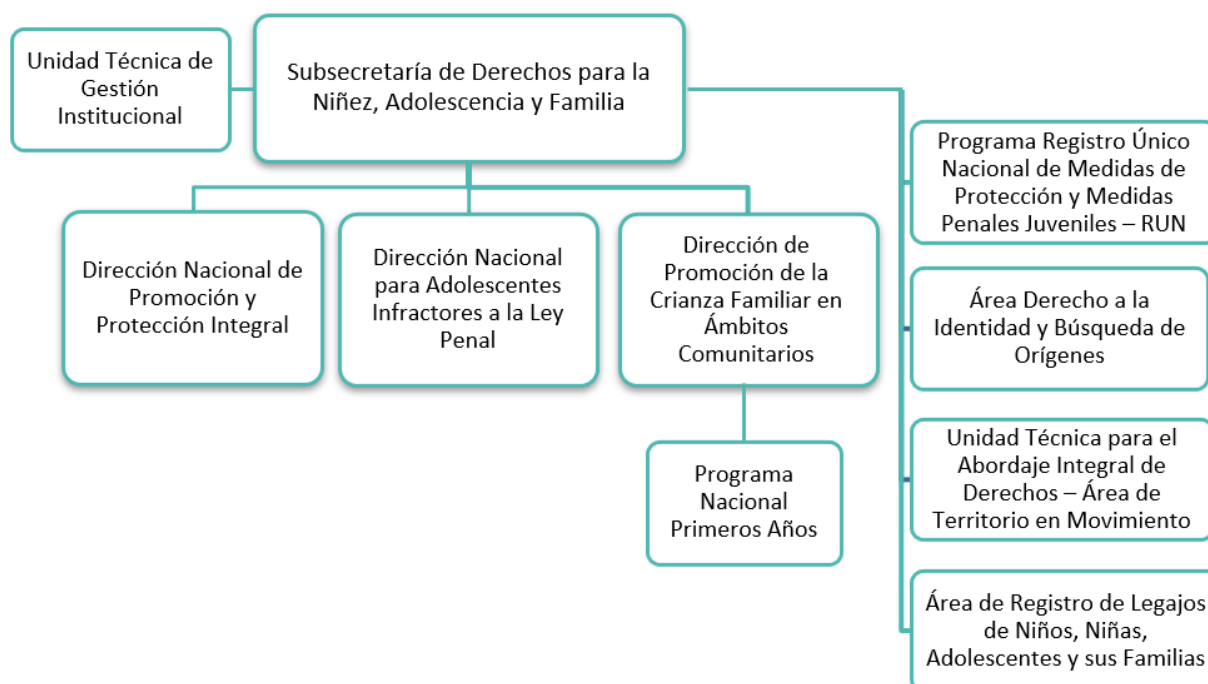 Unidad Técnica de
Gestión
Institucional
Subsecretaría de Derechos para la
Niñez, Adolescencia y Familia
Programa Registro Único
Nacional de Medidas de
Protección y Medidas
Penales Juveniles – RUN
Dirección Nacional de
Promoción y
Protección Integral
Dirección Nacional
para Adolescentes
Infractores a la Ley
Penal
Dirección de
Promoción de la
Crianza Familiar en
Ámbitos
Comunitarios
Área Derecho a la
Identidad y Búsqueda de
Orígenes
Programa
Nacional
Primeros Años
Unidad Técnica para el
Abordaje Integral de
Derechos – Área de
Territorio en Movimiento
Área de Registro de Legajos
de Niños, Niñas,
Adolescentes y sus Familias